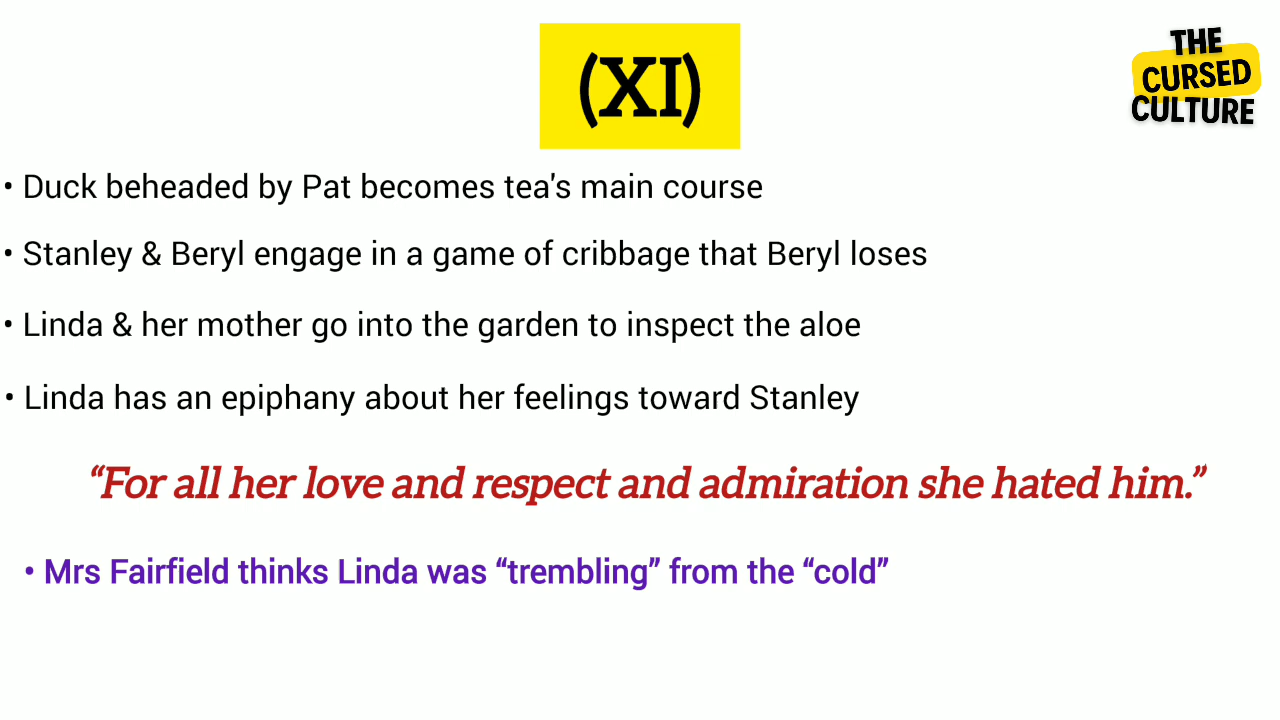 (XI)
THE
CURSED
CULTURE
• Duck beheaded by Pat becomes tea's main course
• Stanley & Beryl engage in a game of cribbage that Beryl loses
• Linda & her mother go into the garden to inspect the aloe
• Linda has an epiphany about her feelings toward Stanley
“For all her love and respect and admiration she hated him.”
• Mrs Fairfield thinks Linda was “trembling” from the “cold”